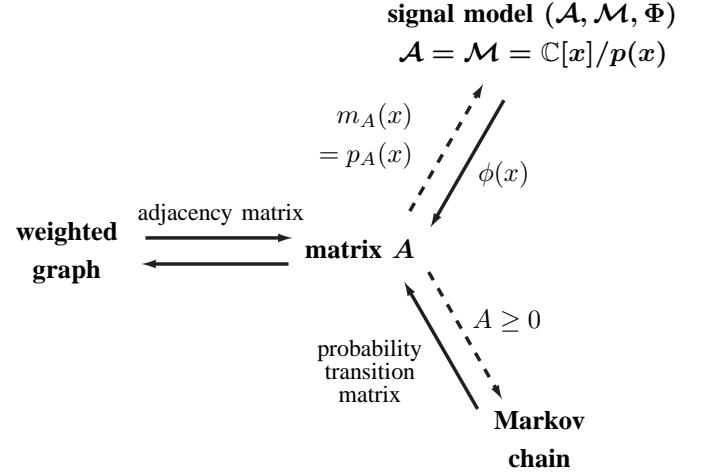 signal model (𝒜, ℳ, Φ)
𝒜 = ℳ = ℂ[x]/p(x)
m_A(x)
= p_A(x)
ϕ(x)
adjacency matrix
weighted
graph
matrix A
A ≥ 0
probability
transition
matrix
Markov
chain